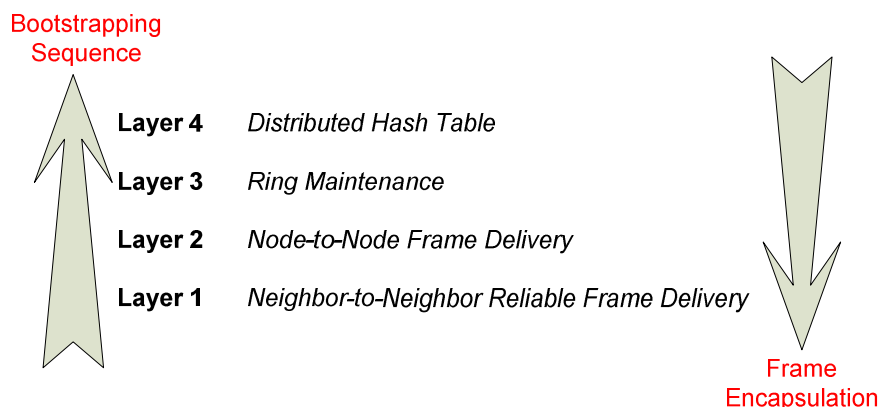 Bootstrapping
Sequence
Layer 4 Distributed Hash Table
Layer 3 Ring Maintenance
Layer 2 Node-to-Node Frame Delivery
Layer 1 Neighbor-to-Neighbor Reliable Frame Delivery
Frame
Encapsulation